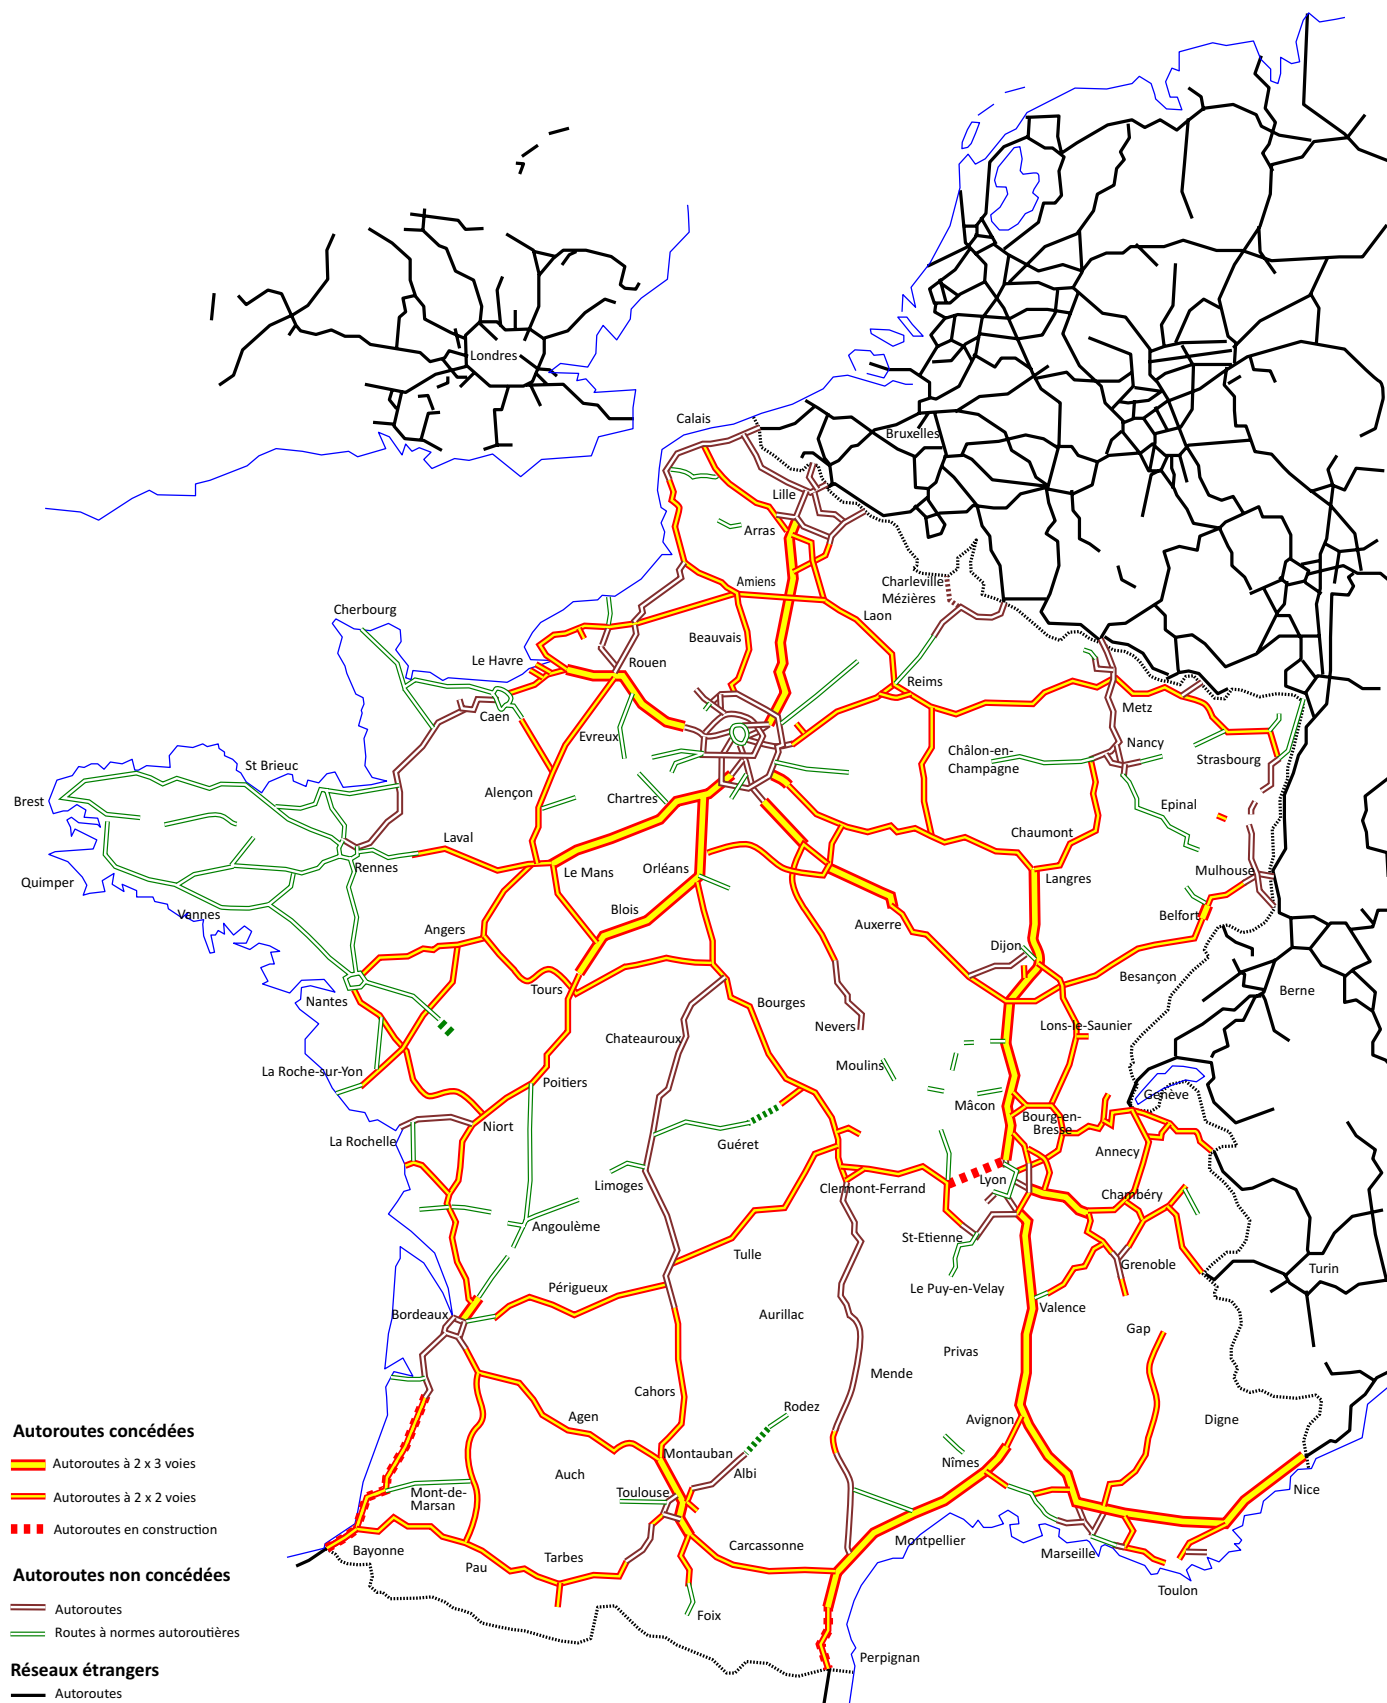 Londres
Calais
Bruxelles
Lille
Arras
Amiens
Charleville
Mézières
Laon
Cherbourg
Beauvais
Le Havre
Rouen
Reims
Caen
Metz
Evreux
Châlon-en-
Champagne
Nancy
Strasbourg
St Brieuc
Brest
Alençon
Chartres
Epinal
Laval
Chaumont
Rennes
Le Mans
Orléans
Langres
Mulhouse
Quimper
Vannes
Blois
Belfort
Angers
Auxerre
Dijon
Besançon
Tours
Berne
Nantes
Bourges
Nevers
Lons-le-Saunier
Chateauroux
Moulins
La Roche-sur-Yon
Poitiers
Genève
Mâcon
Bourg-en-
Bresse
Niort
La Rochelle
Guéret
Annecy
Limoges
Clermont-Ferrand
Lyon
Chambéry
Angoulème
St-Etienne
Tulle
Grenoble
Turin
Périgueux
Le Puy-en-Velay
Valence
Bordeaux
Aurillac
Gap
Privas
Mende
Cahors
Rodez
Avignon
Digne
Agen
Montauban
Nîmes
Auch
Albi
Mont-de-
Marsan
Toulouse
Nice
Bayonne
Carcassonne
Montpellier
Marseille
Pau
Tarbes
Toulon
Foix
Perpignan
Autoroutes concédées
Autoroutes à 2 x 3 voies
Autoroutes à 2 x 2 voies
Autoroutes en construction
Autoroutes non concédées
Autoroutes
Routes à normes autoroutières
Réseaux étrangers
Autoroutes